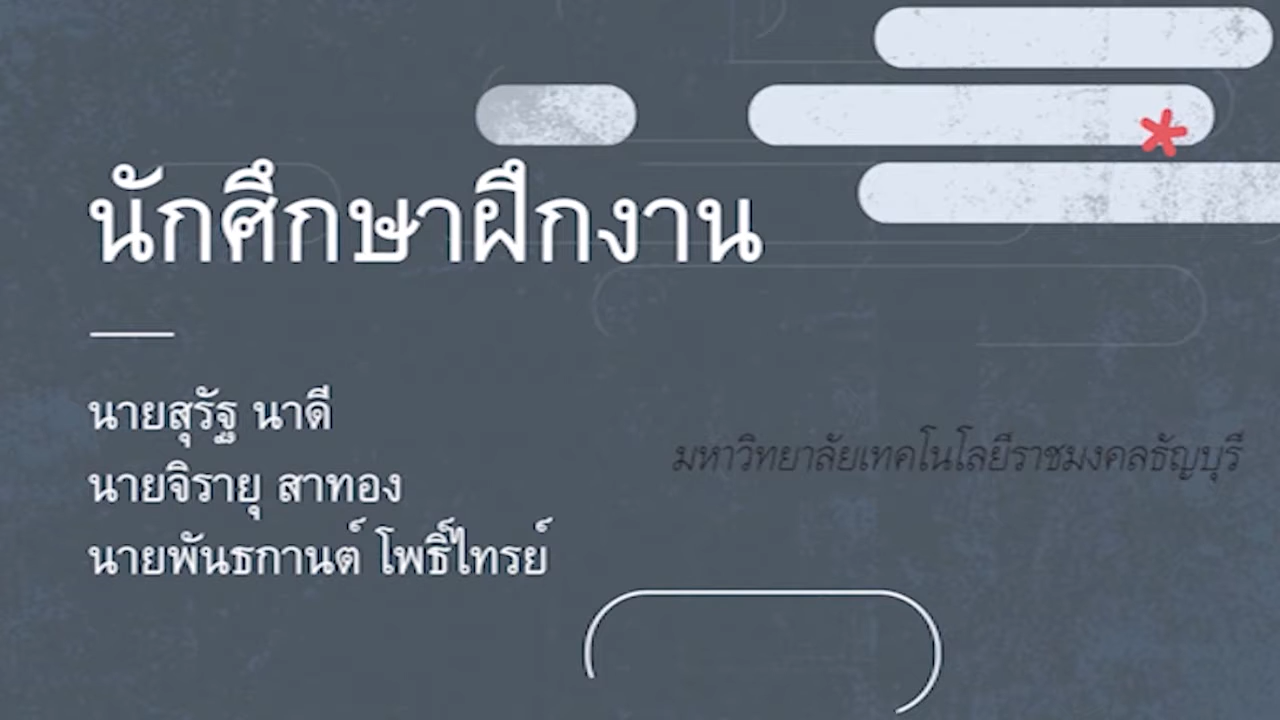 นักศึกษาฝึกงาน
นายสุรัฐ นาดี
นายจิรายุ สาทอง
นายพันธกานต์ โพธิ์ไทรย์
มหาวิทยาลัยเทคโนโลยีราชมงคลธัญบุรี